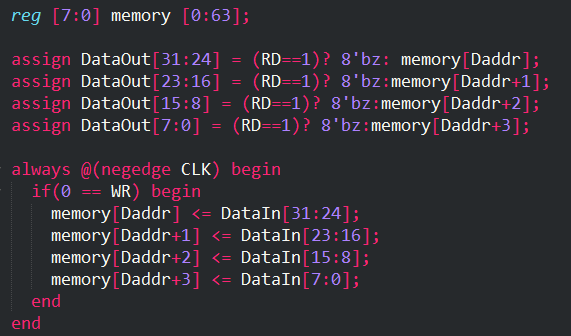 reg [7:0] memory [0:63];
assign DataOut[31:24] = (RD==1)? 8'bz: memory[Daddr];
assign DataOut[23:16] = (RD==1)? 8'bz:memory[Daddr+1];
assign DataOut[15:8] = (RD==1)? 8'bz:memory[Daddr+2];
assign DataOut[7:0] = (RD==1)? 8'bz:memory[Daddr+3];
always @(negedge CLK) begin
  if(0 == WR) begin
    memory[Daddr] <= DataIn[31:24];
    memory[Daddr+1] <= DataIn[23:16];
    memory[Daddr+2] <= DataIn[15:8];
    memory[Daddr+3] <= DataIn[7:0];
  end
end